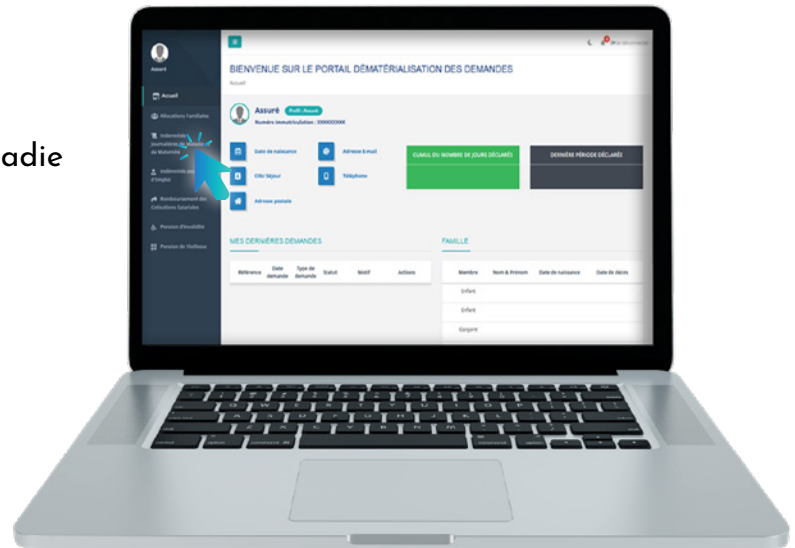 adie
Assuré
Accueil
Allocations Familiales
Indemnités
Journalières de Maladie et
de Maternité
Indemnités
d'Emploi
Remboursement des
Cotisations Salariales
Pension d'Invalidité
Pension de Vieillesse
BIENVENUE SUR LE PORTAIL DÉMATÉRIALISATION DES DEMANDES
Accueil
Assuré Profil : Assuré
Numéro Immatriculation : XXXXXXXXX
Date de naissance
Adresse Email
CIN/ Séjour
Téléphone
Adresse postale
CUMUL DU NOMBRE DE JOURS DÉCLARÉS
DERNIÈRE PÉRIODE DÉCLARÉE
MES DERNIÈRES DEMANDES
Référence Date demande Type de demande Statut Motif Actions
FAMILLE
Membre Nom & Prénom Date de naissance Date de décès
Enfant
Enfant
Conjoint